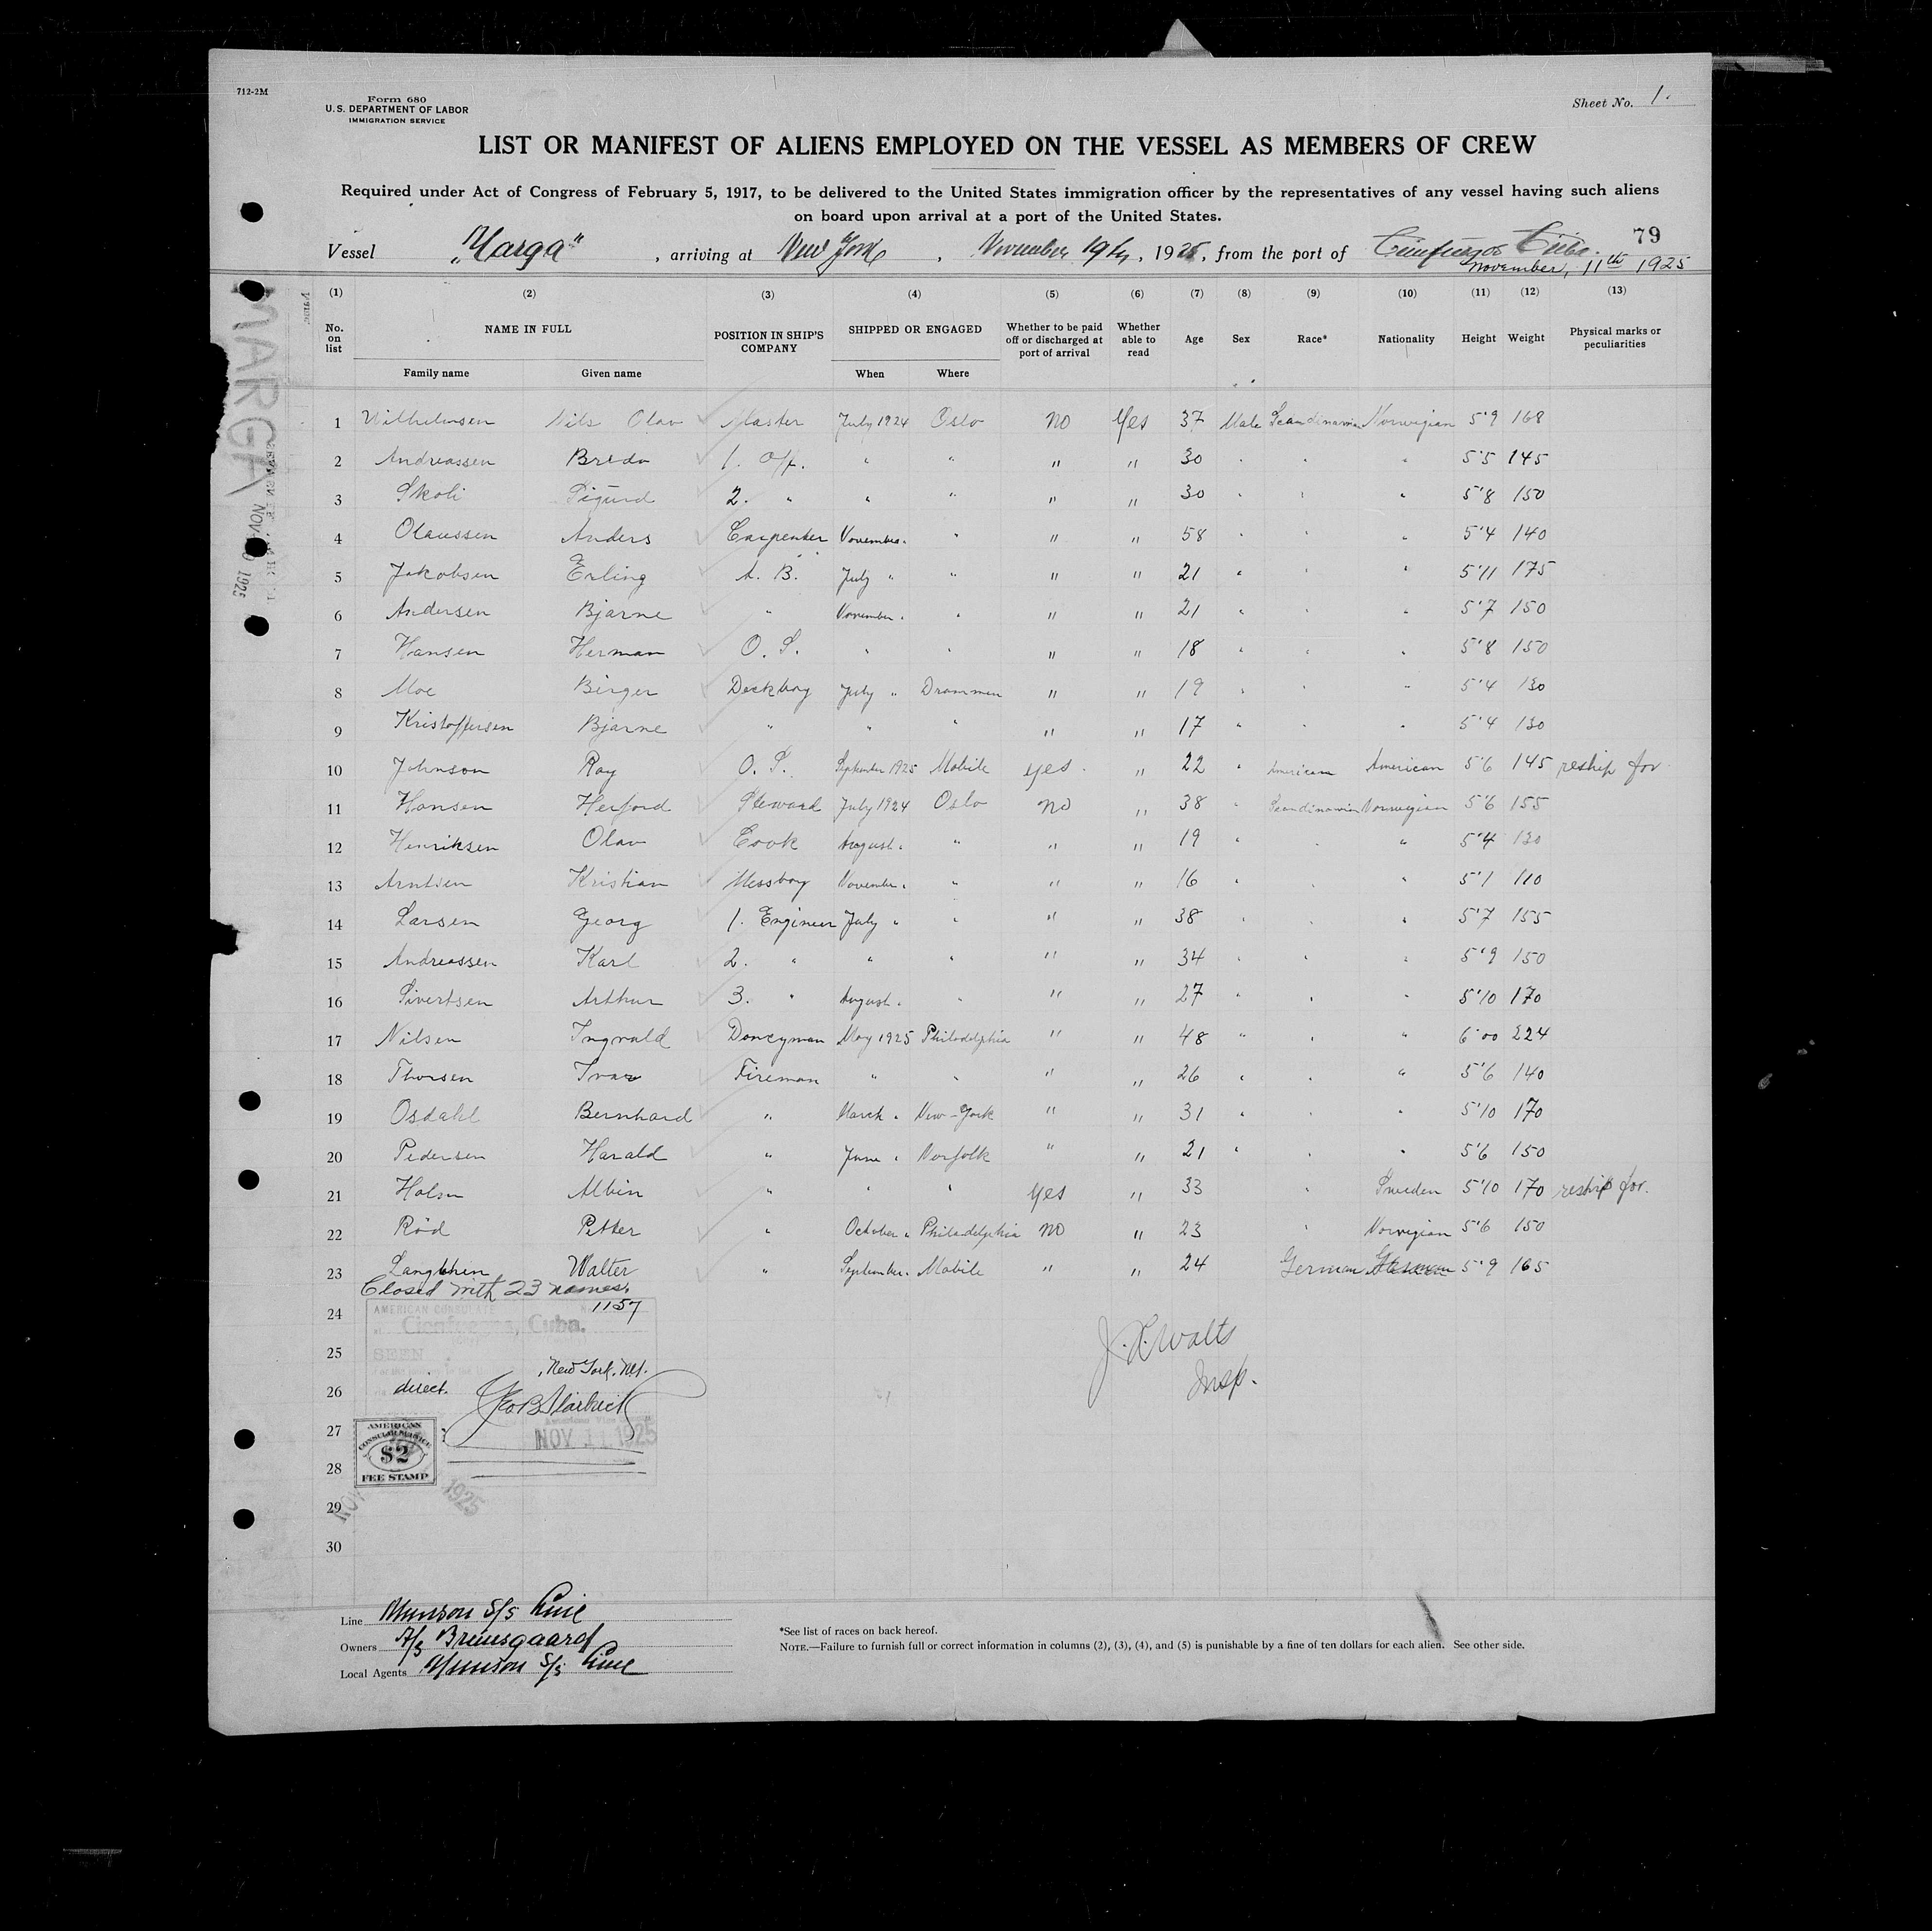 712-2M
Form 680
U.S. DEPARTMENT OF LABOR
IMMIGRATION SERVICE
Sheet No. 1.
LIST OR MANIFEST OF ALIENS EMPLOYED ON THE VESSEL AS MEMBERS OF CREW
Required under Act of Congress of February 5, 1917, to be delivered to the United States immigration officer by the representatives of any vessel having such aliens
on board upon arrival at a port of the United States.
79
Vessel "Marga", arriving at New York, November 19th, 1925, from the port of Cienfuegos Cuba.
November, 11th 1925
(1) (2) (3) (4) (5) (6) (7) (8) (9) (10) (11) (12) (13)
No. on list NAME IN FULL POSITION IN SHIP'S COMPANY SHIPPED OR ENGAGED Whether to be paid off or discharged at port of arrival Whether able to read Age Sex Race* Nationality Height Weight Physical marks or peculiarities
Family name Given name When Where
1 Wilhelmsen Nils Olav Master July 1924 Oslo No Yes 37 Male Scandinavian Norwegian 5'9 168
2 Andreassen Bredo 1. Off. " " " " 30 " " " 5'5 145
3 Skoli Sigurd 2. " " " " " 30 " " " 5'8 150
4 Olaussen Anders Carpenter November " " " " 58 " " " 5'4 140
5 Jakobsen Erling A. B. July " " " " 21 " " " 5'11 175
6 Andersen Bjarne " November " " " " 21 " " " 5'7 150
7 Hansen Herman O. S. " " " " 18 " " " 5'8 150
8 Moe Birger Deckboy July " Drammen " " 19 " " " 5'4 130
9 Kristoffersen Bjarne " " " " " 17 " " " 5'4 130
10 Johnson Roy O. S. September 1925 Mobile yes " 22 " American American 5'6 145 reship for
11 Hansen Herford Steward July 1924 Oslo No " 38 " Scandinavian Norwegian 5'6 155
12 Henriksen Olav Cook August " " " " 19 " " " 5'4 130
13 Arntsen Kristian Messboy November " " " " 16 " " " 5'1 110
14 Larsen Georg 1. Engineer July " " " " 38 " " " 5'7 155
15 Andreassen Karl 2. " " " " " 34 " " " 5'9 150
16 Sivertsen Arthur 3. " August " " " " 27 " " " 5'10 170
17 Nilsen Ingvald Donceyman May 1925 Philadelphia " " 48 " " " 6'00 224
18 Thorsen Ivar Fireman " " " " 26 " " " 5'6 140
19 Osdahl Bernhard " March " New-York " " 31 " " " 5'10 170
20 Pedersen Harald " June " Norfolk " " 21 " " " 5'6 150
21 Holm Albin " " " Yes " 33 " Sweden 5'10 170 reship for.
22 Rød Petter " October " Philadelphia No " 23 " Norwegian 5'6 150
23 Walter " September " Mobile " " 24 German German 5'9 165
Closed with 23 names.
24
25
26
27
28
29
30
AMERICAN CONSULATE
1157
Cienfuegos, Cuba.
SEEN
New York, NY.
direct.
American Vice Consul
NOV 11 1925
AMERICAN
CONSULAR SERVICE
$2
FEE STAMP
NOV 1925
Watts
Insp.
MARGA
NOV 1925
Line Munson S/S Line
Owners A/S Bruusgaard
Local Agents Munson S/S Line
*See list of races on back hereof.
NOTE.—Failure to furnish full or correct information in columns (2), (3), (4), and (5) is punishable by a fine of ten dollars for each alien. See other side.